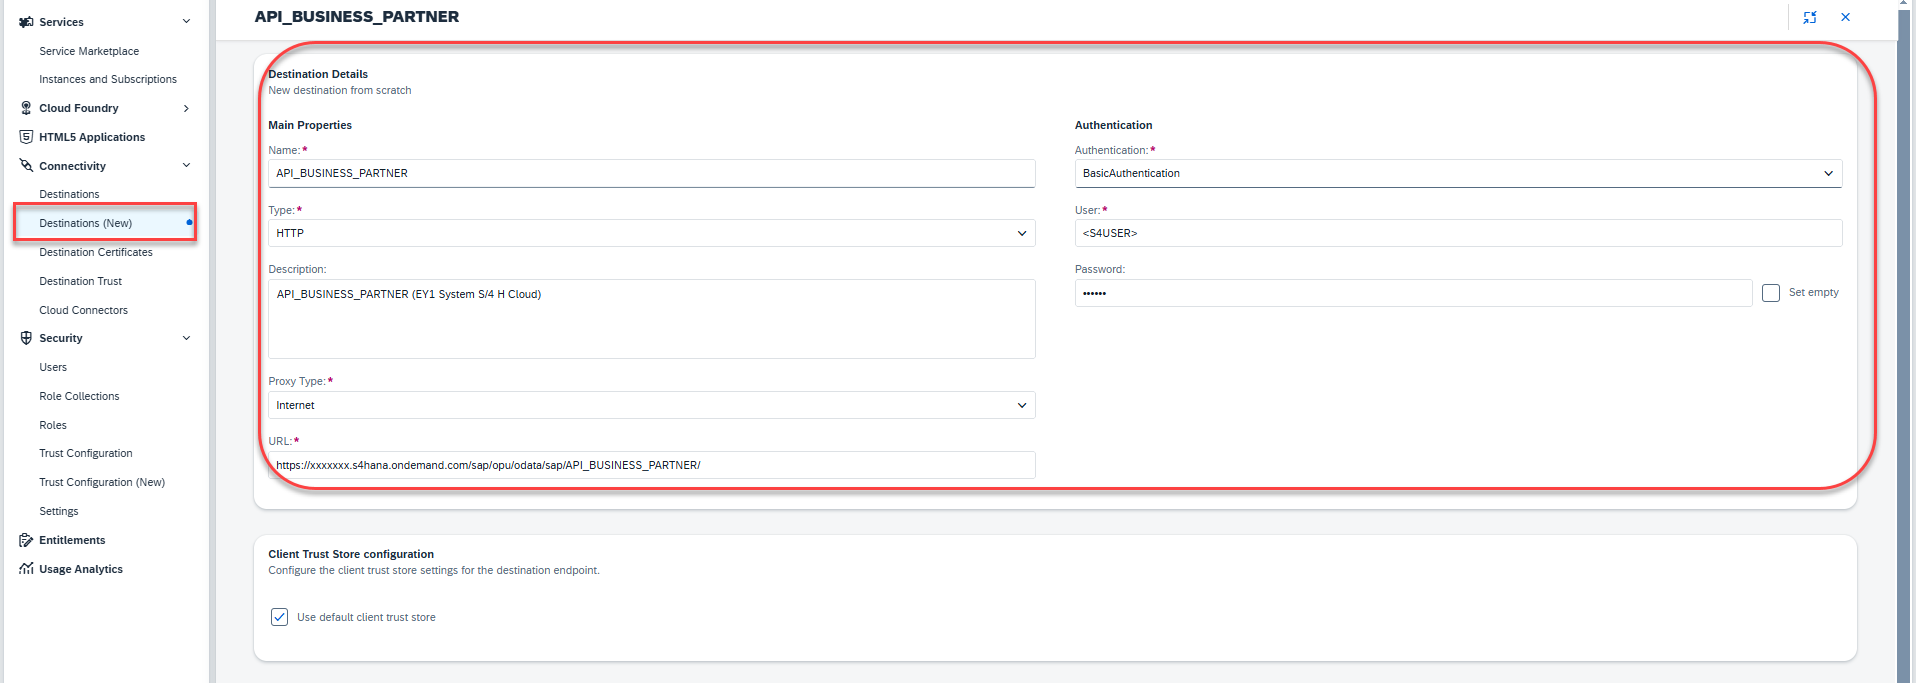 Services
Service Marketplace
Instances and Subscriptions
Cloud Foundry
HTML5 Applications
Connectivity
Destinations
Destinations (New)
Destination Certificates
Destination Trust
Cloud Connectors
Security
Users
Role Collections
Roles
Trust Configuration
Trust Configuration (New)
Settings
Entitlements
Usage Analytics
API_BUSINESS_PARTNER
Destination Details
New destination from scratch
Main Properties
Name:*
API_BUSINESS_PARTNER
Type:*
HTTP
Description:
API_BUSINESS_PARTNER (EY1 System S/4 H Cloud)
Proxy Type:*
Internet
URL:*
https://xxxxxxx.s4hana.ondemand.com/sap/opu/odata/sap/API_BUSINESS_PARTNER/
Authentication
Authentication:*
BasicAuthentication
User:*
<S4USER>
Password:
••••••
Set empty
Client Trust Store configuration
Configure the client trust store settings for the destination endpoint.
Use default client trust store